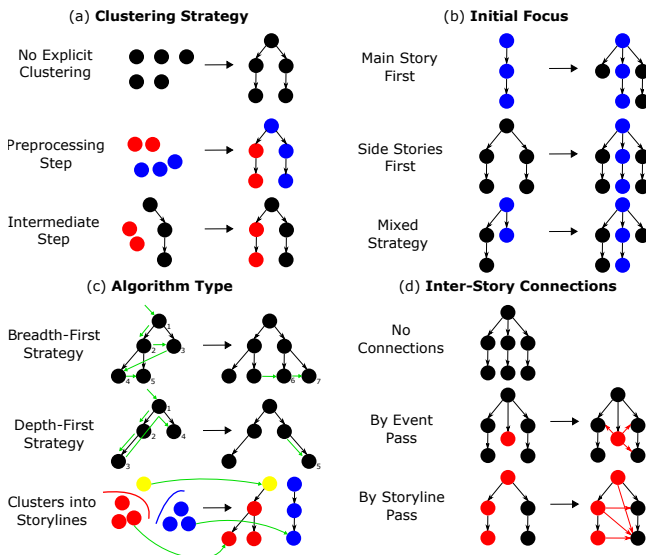 (a) Clustering Strategy
No Explicit
Clustering
Preprocessing
Step
Intermediate
Step
(b) Initial Focus
Main Story
First
Side Stories
First
Mixed
Strategy
(c) Algorithm Type
Breadth-First
Strategy
1
2
3
4
5
6
7
Depth-First
Strategy
1
2
4
3
5
Clusters into
Storylines
(d) Inter-Story Connections
No
Connections
By Event
Pass
By Storyline
Pass